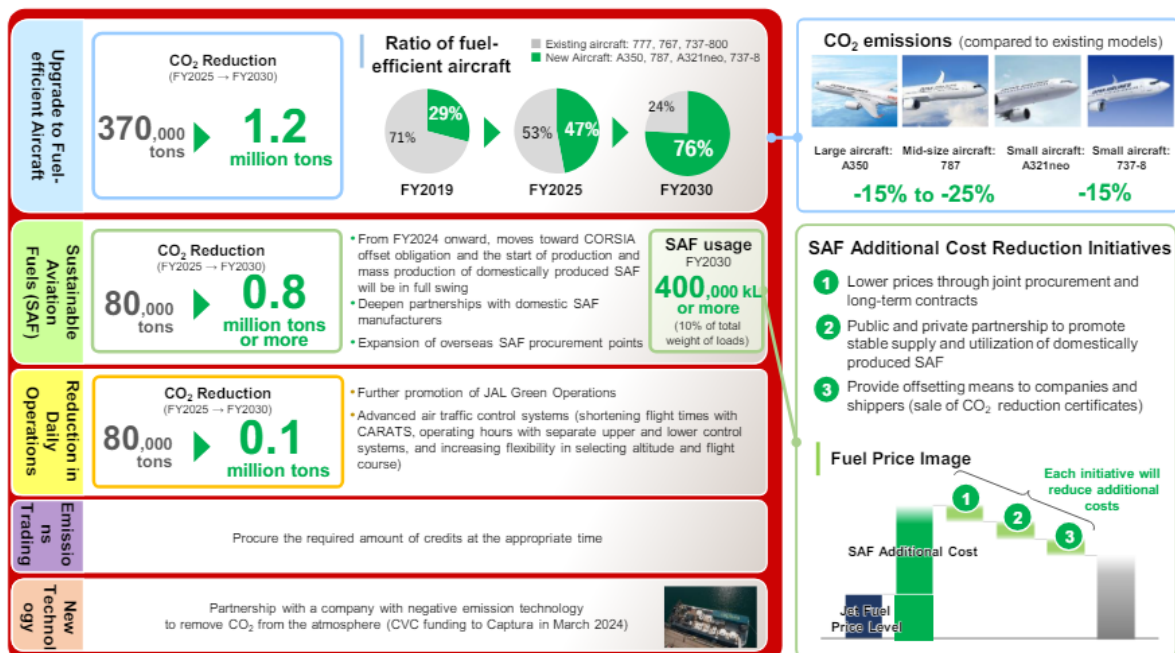 Upgrade to Fuel-
efficient Aircraft
CO2 Reduction
(FY2025 → FY2030)
370,000
tons
1.2
million tons
Ratio of fuel-
efficient aircraft
Existing aircraft: 777, 767, 737-800
New Aircraft: A350, 787, A321neo, 737-8
29%
71%
FY2019
53%
47%
FY2025
24%
76%
FY2030
CO2 emissions (compared to existing models)
JAPAN AIRLINES
Large aircraft:
A350
Mid-size aircraft:
787
Small aircraft:
A321neo
Small aircraft:
737-8
-15% to -25%
-15%
Sustainable
Aviation
Fuels (SAF)
CO2 Reduction
(FY2025 → FY2030)
80,000
tons
0.8
million tons
or more
• From FY2024 onward, moves toward CORSIA
offset obligation and the start of production and
mass production of domestically produced SAF
will be in full swing
• Deepen partnerships with domestic SAF
manufacturers
• Expansion of overseas SAF procurement points
SAF usage
FY2030
400,000 kL
or more
(10% of total
weight of loads)
SAF Additional Cost Reduction Initiatives
1 Lower prices through joint procurement and
long-term contracts
2 Public and private partnership to promote
stable supply and utilization of domestically
produced SAF
3 Provide offsetting means to companies and
shippers (sale of CO2 reduction certificates)
Reduction in
Daily
Operations
CO2 Reduction
(FY2025 → FY2030)
80,000
tons
0.1
million tons
• Further promotion of JAL Green Operations
• Advanced air traffic control systems (shortening flight times with
CARATS, operating hours with separate upper and lower control
systems, and increasing flexibility in selecting altitude and flight
course)
Fuel Price Image
Each initiative will
reduce additional
costs
1
2
3
SAF Additional Cost
Jet Fuel
Price Level
Emissio
ns
Trading
Procure the required amount of credits at the appropriate time
New
Technol
ogy
Partnership with a company with negative emission technology
to remove CO2 from the atmosphere (CVC funding to Captura in March 2024)